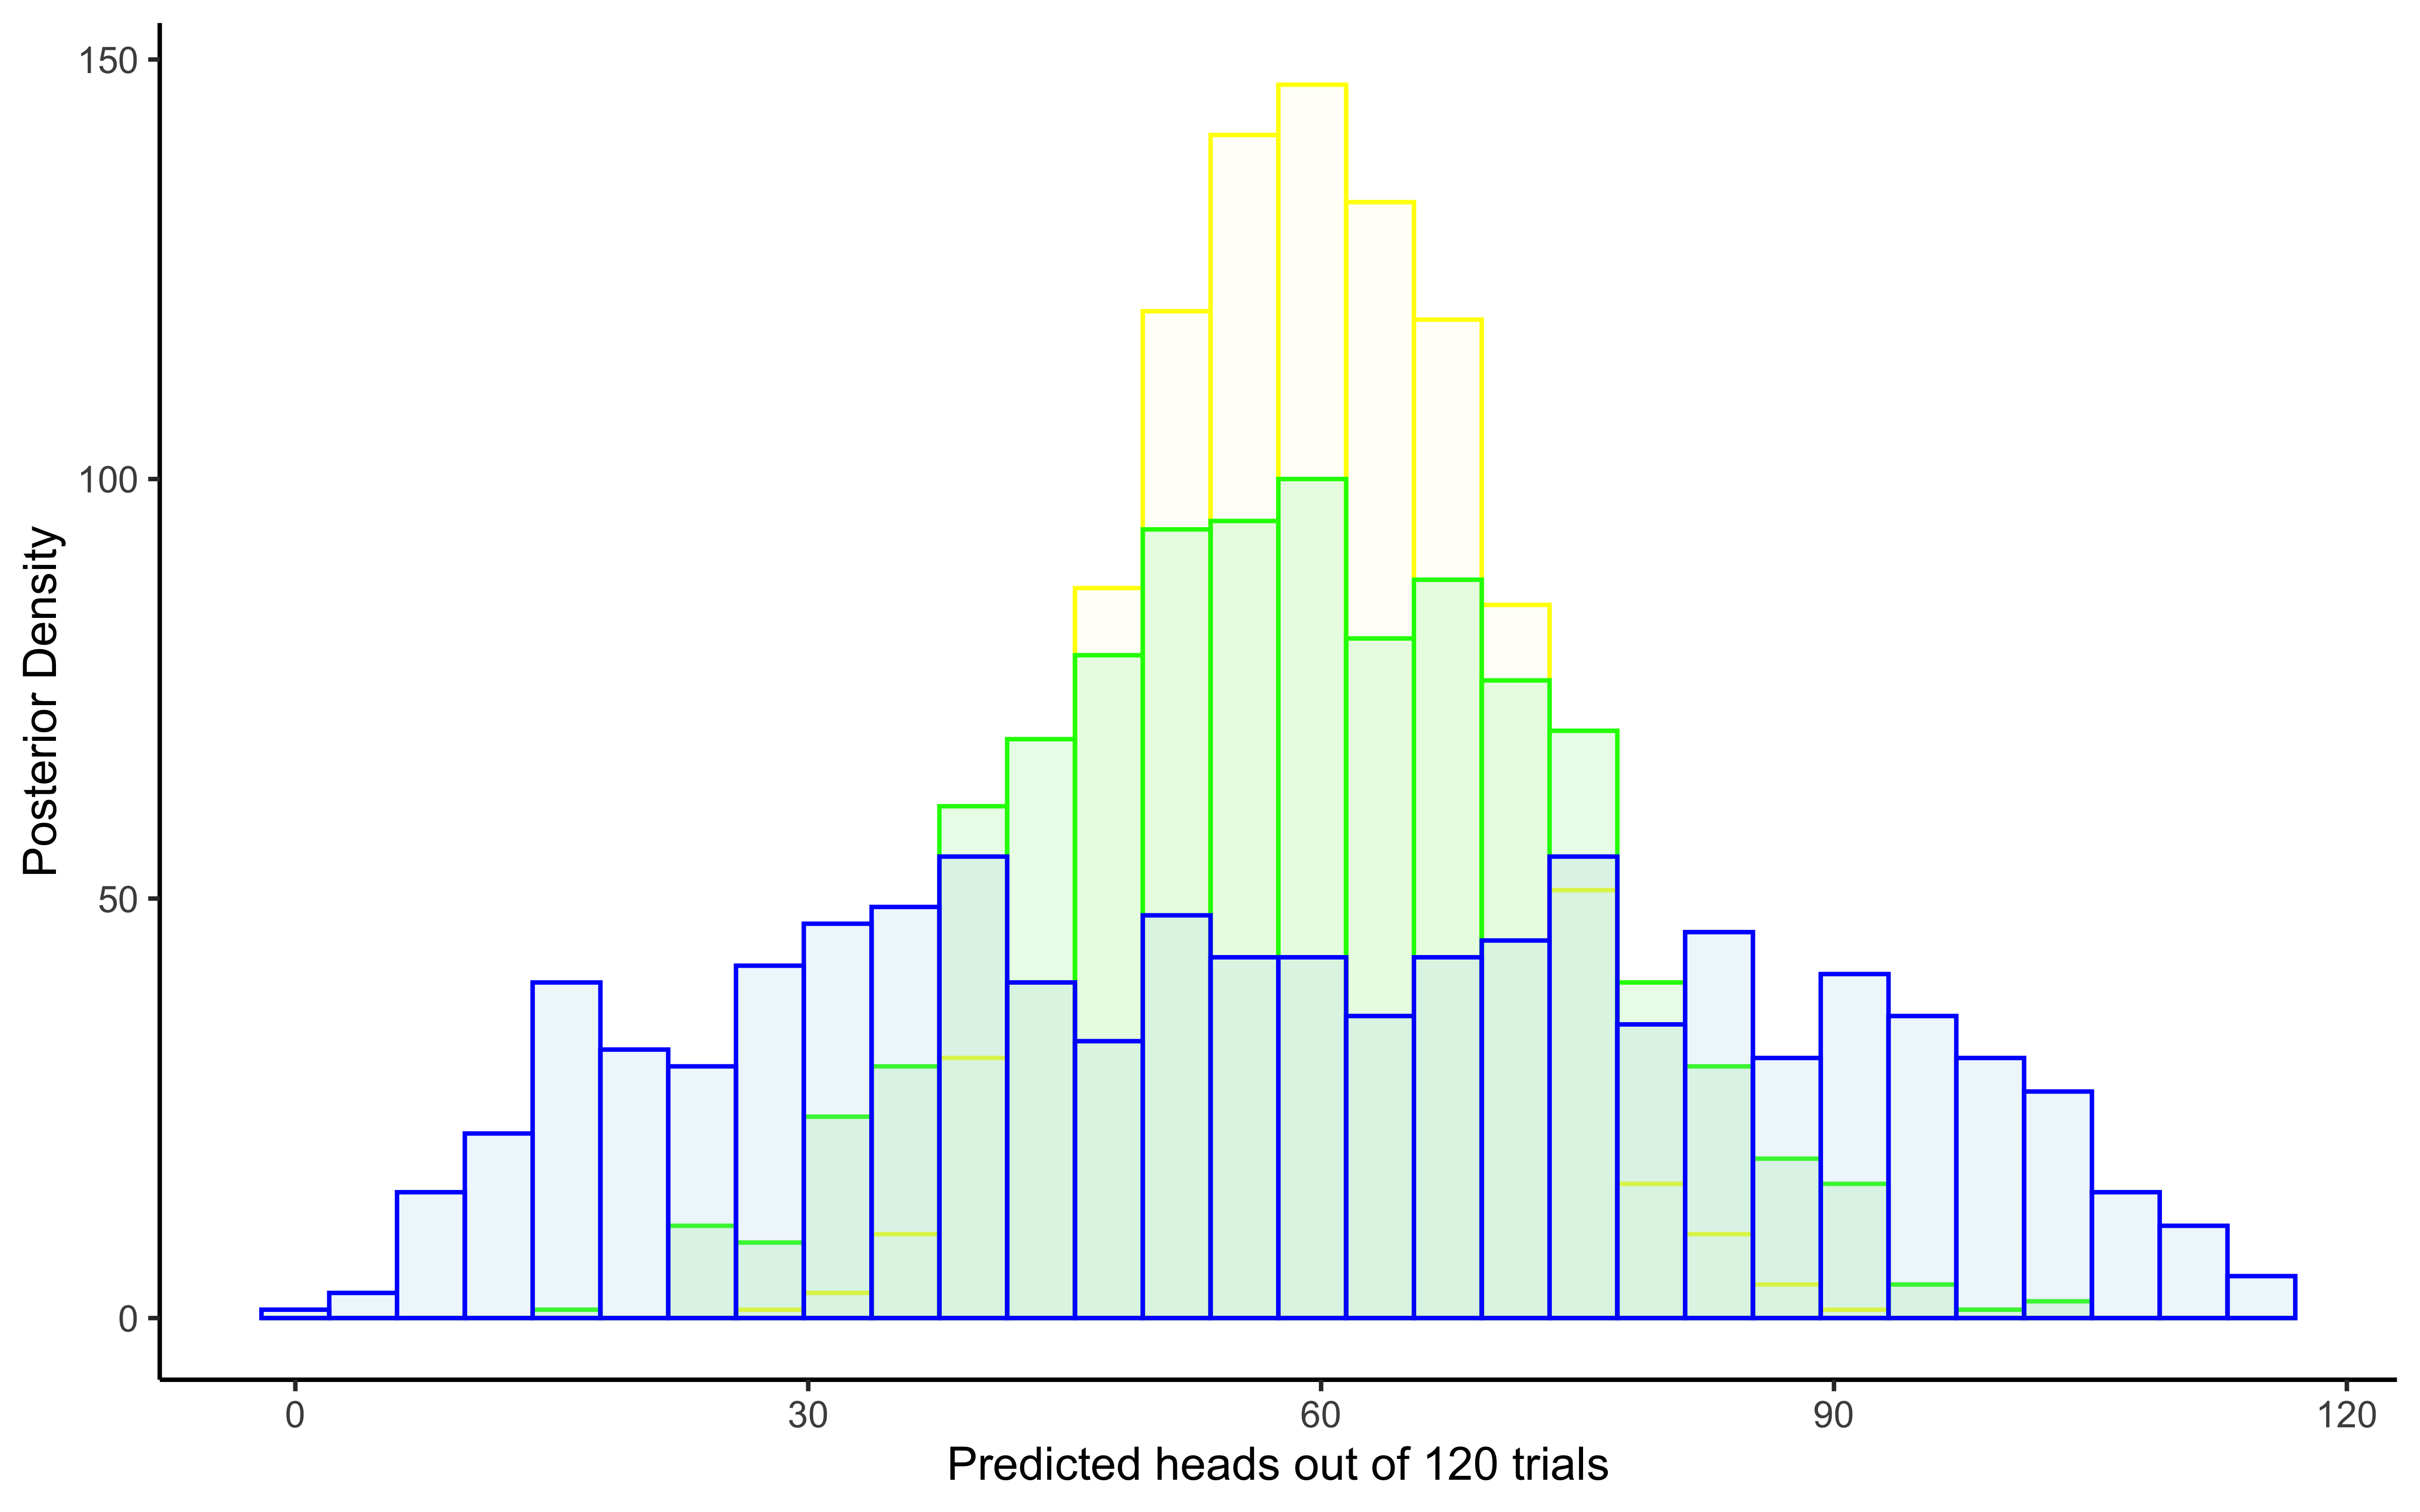 150
100
50
0
Posterior Density
0 30 60 90 120
Predicted heads out of 120 trials